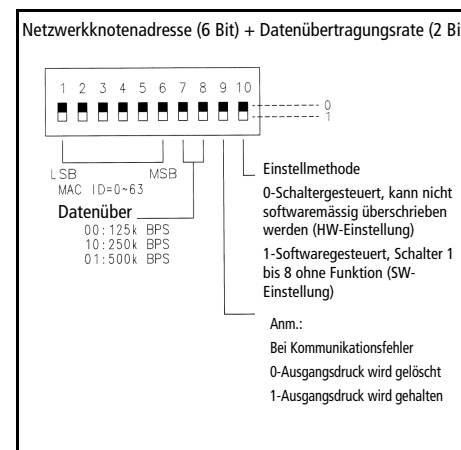 Netzwerkknotenadresse (6 Bit) + Datenübertragungsrate (2 Bi
1 2 3 4 5 6 7 8 9 10
0
1
LSB MSB
MAC ID=0~63
Datenüber
00:125k BPS
10:250k BPS
01:500k BPS
Einstellmethode
0-Schaltergesteuert, kann nicht
softwaremässig überschrieben
werden (HW-Einstellung)
1-Softwaregesteuert, Schalter 1
bis 8 ohne Funktion (SW-
Einstellung)
Anm.:
Bei Kommunikationsfehler
0-Ausgangsdruck wird gelöscht
1-Ausgangsdruck wird gehalten